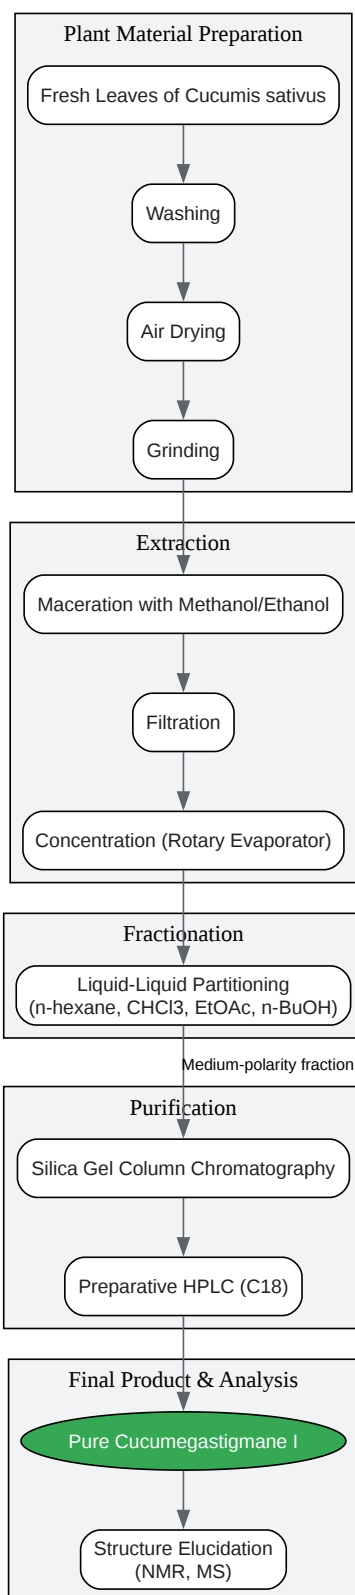 Plant Material Preparation
Fresh Leaves of Cucumis sativus
Washing
Air Drying
Grinding
Extraction
Maceration with Methanol/Ethanol
Filtration
Concentration (Rotary Evaporator)
Fractionation
Liquid-Liquid Partitioning
(n-hexane, CHCl3, EtOAc, n-BuOH)
Medium-polarity fraction
Purification
Silica Gel Column Chromatography
Preparative HPLC (C18)
Final Product & Analysis
Pure Cucumegastigmane I
Structure Elucidation
(NMR, MS)